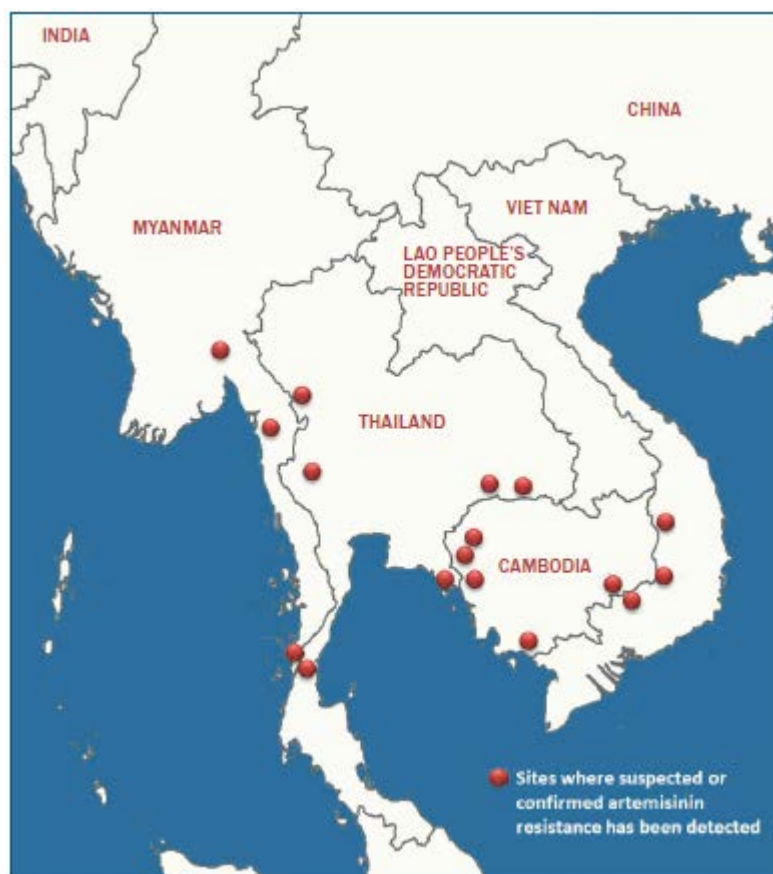 INDIA
CHINA
VIET NAM
MYANMAR
LAO PEOPLE'S
DEMOCRATIC
REPUBLIC
THAILAND
CAMBODIA
Sites where suspected or
confirmed artemisinin
resistance has been detected